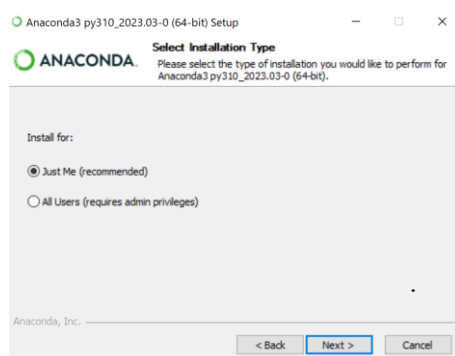 Anaconda3 py310_2023.03-0 (64-bit) Setup
ANACONDA.
Select Installation Type
Please select the type of installation you would like to perform for
Anaconda3 py310_2023.03-0 (64-bit).
Install for:
Just Me (recommended)
All Users (requires admin privileges)
Anaconda, Inc.
< Back
Next >
Cancel